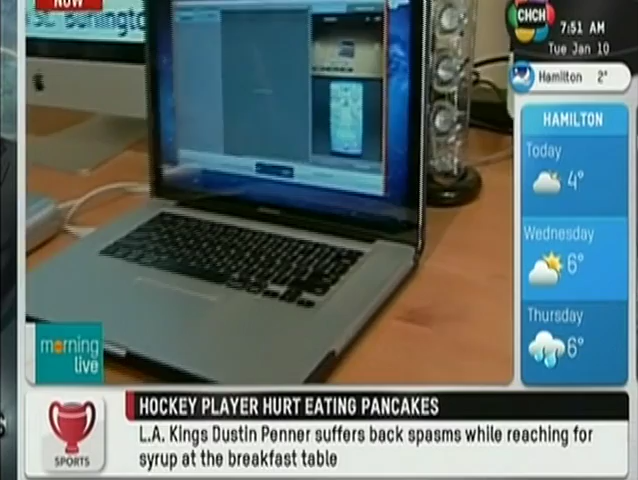 NOW
St. Burlington
CHCH
7:51 AM
Tue Jan 10
Hamilton 2°
HAMILTON
Today
4°
Wednesday
6°
Thursday
6°
morning
live
HOCKEY PLAYER HURT EATING PANCAKES
L.A. KINGS DUSTIN PENNER SUFFERS BACK SPASMS WHILE REACHING FOR
SYRUP AT THE BREAKFAST TABLE
SPORTS